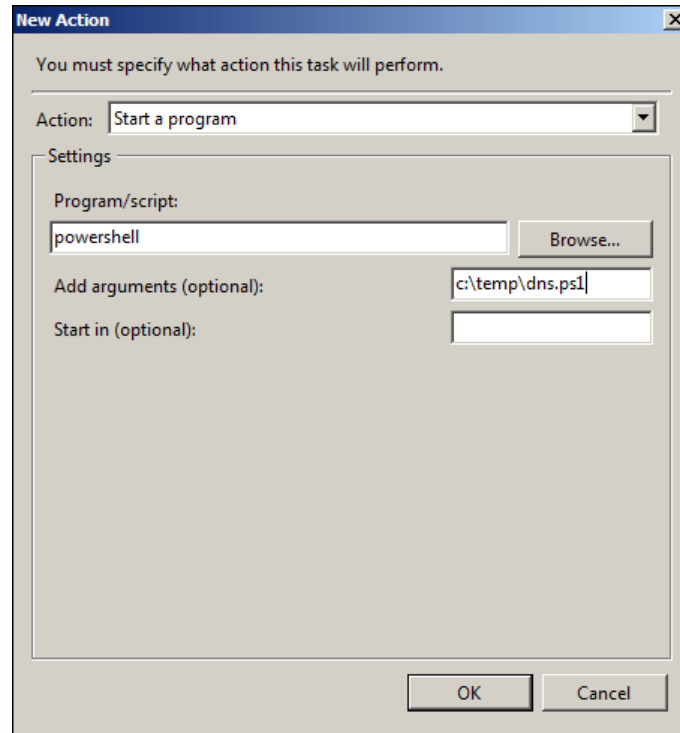 New Action
You must specify what action this task will perform.
Action: Start a program
Settings
Program/script:
powershell Browse...
Add arguments (optional): c:\temp\dns.ps1
Start in (optional):
OK Cancel